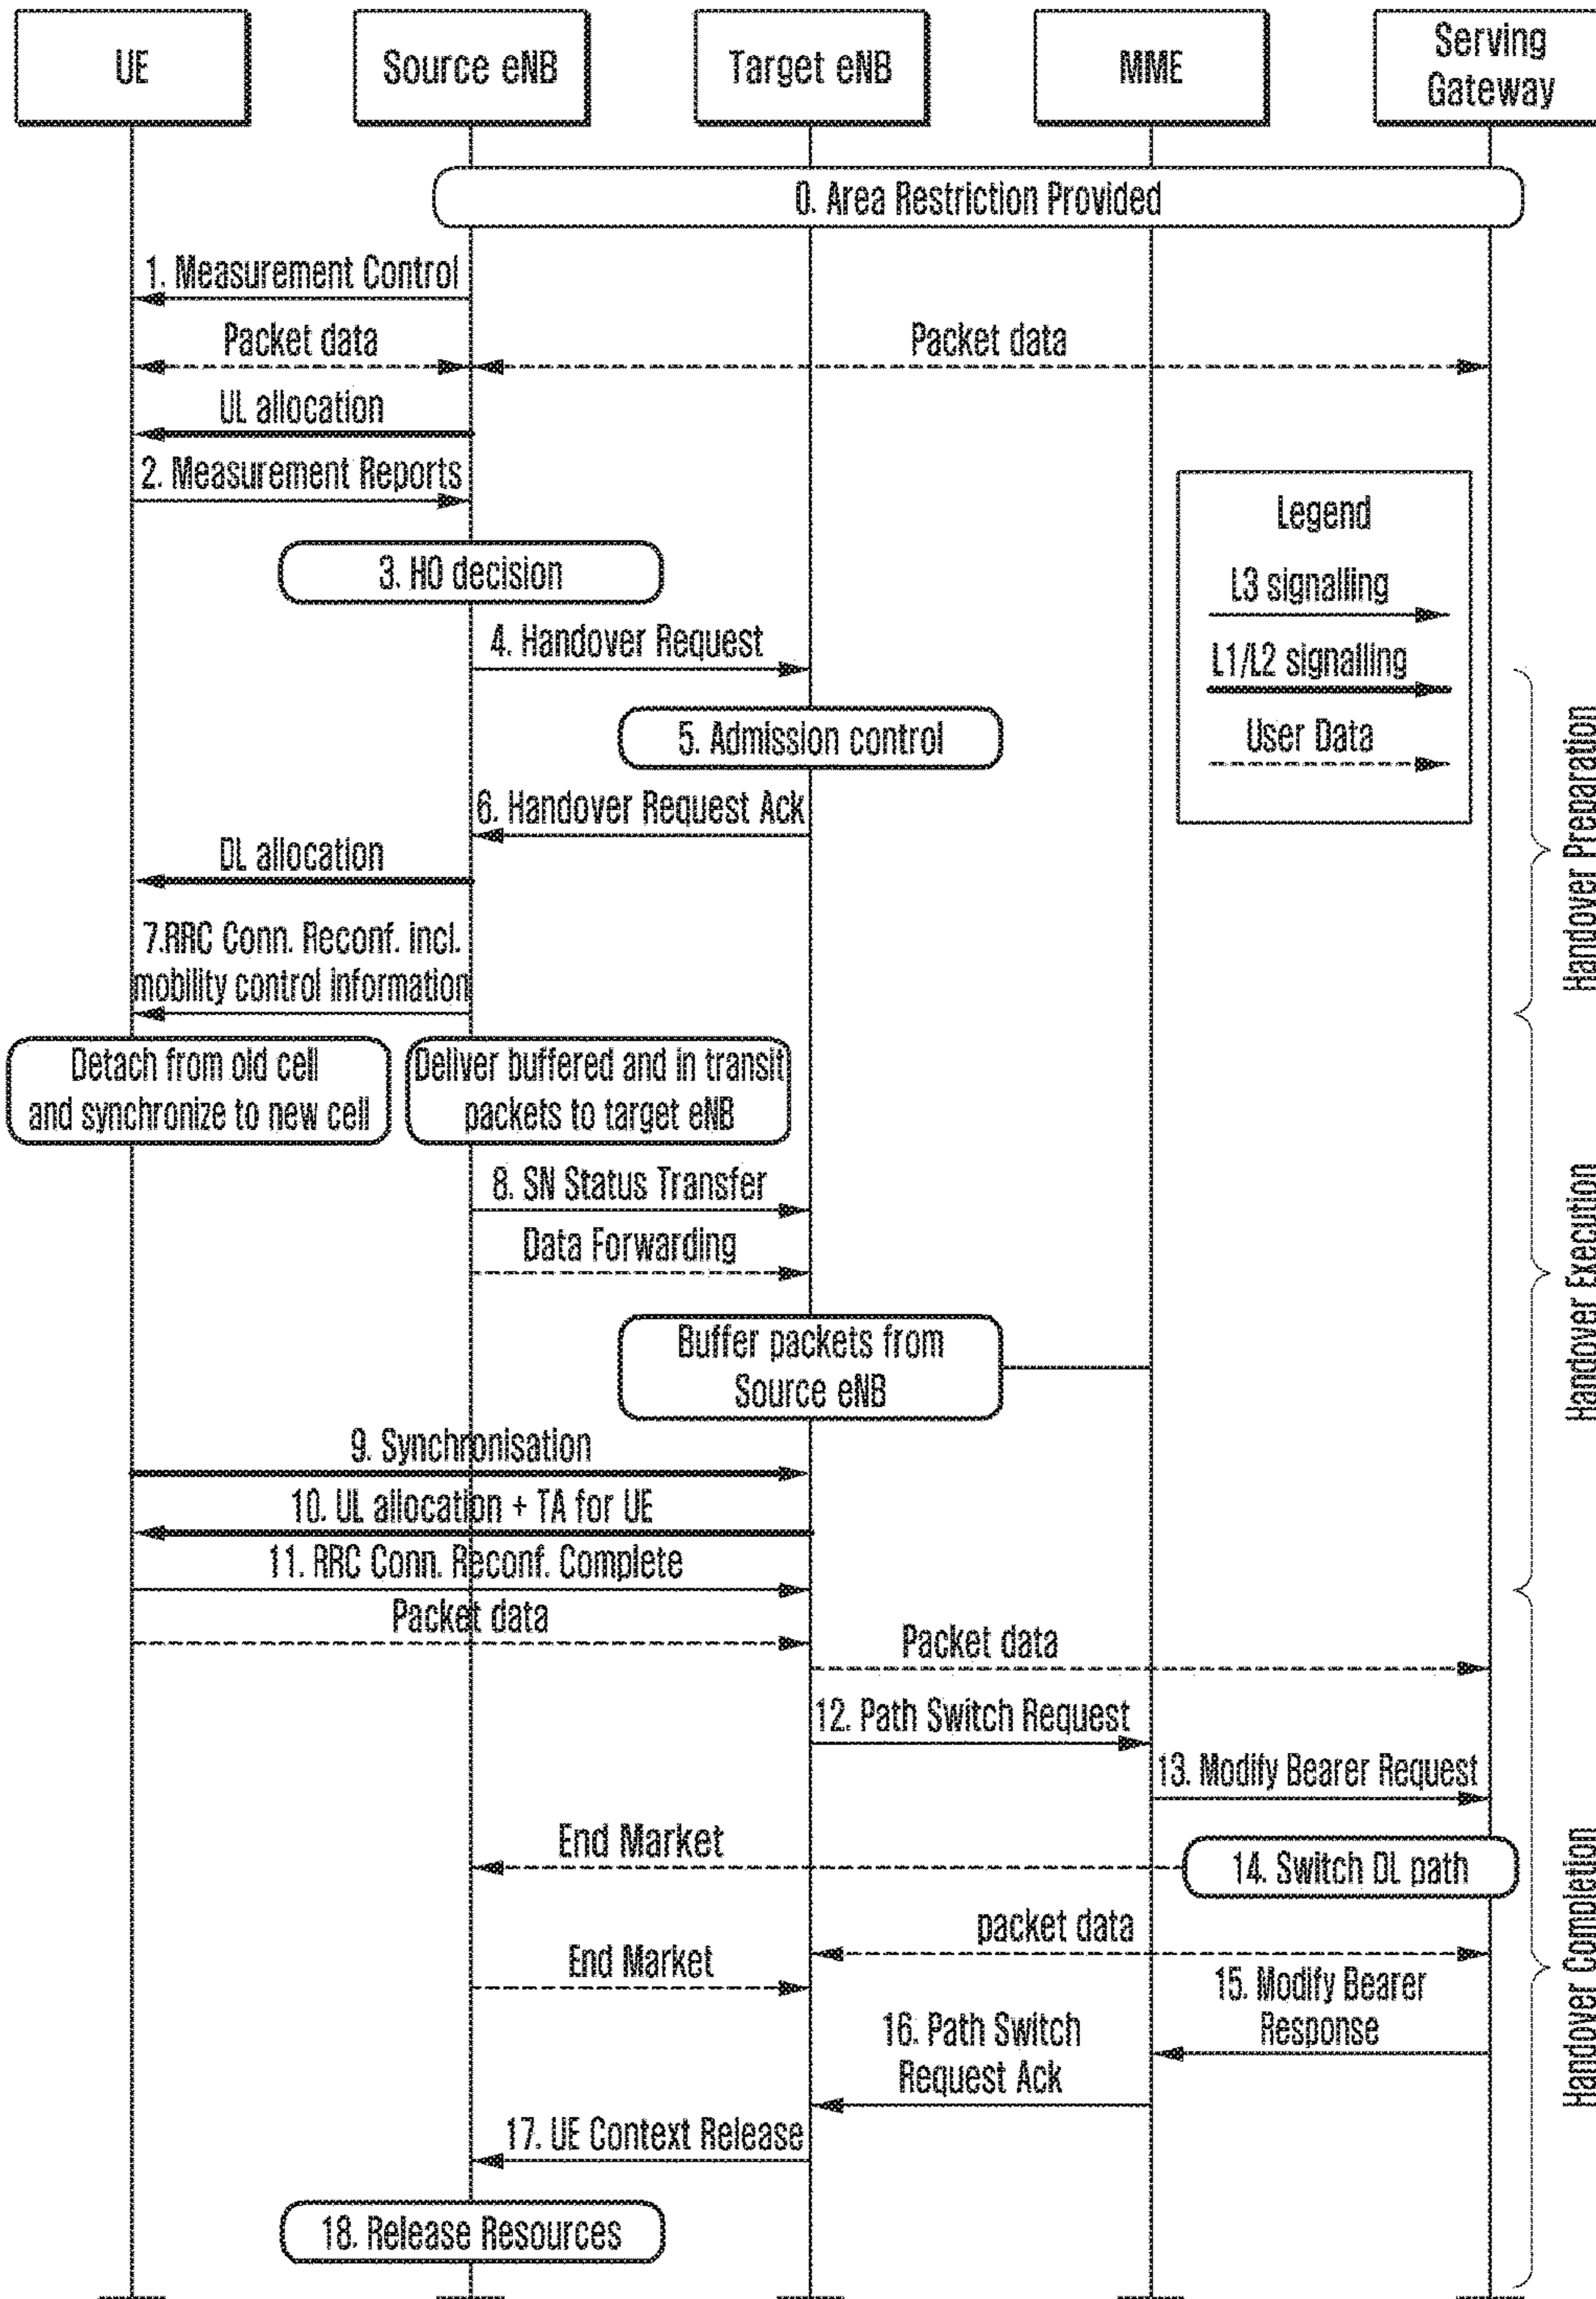 UE
Source eNB
Target eNB
MME
Serving
Gateway
0. Area Restriction Provided
1. Measurement Control
Packet data
Packet data
UL allocation
2. Measurement Reports
Legend
L3 signalling
L1/L2 signalling
User Data
3. HO decision
4. Handover Request
5. Admission control
6. Handover Request Ack
DL allocation
7.RRC Conn. Reconf. incl.
mobility control information
Handover Preparation
Detach from old cell
and synchronize to new cell
Deliver buffered and in transit
packets to target eNB
8. SN Status Transfer
Data Forwarding
Buffer packets from
Source eNB
Handover Execution
9. Synchronisation
10. UL allocation + TA for UE
11. RRC Conn. Reconf. Complete
Packet data
Packet data
12. Path Switch Request
13. Modify Bearer Request
End Market
14. Switch DL path
packet data
End Market
15. Modify Bearer
Response
16. Path Switch
Request Ack
17. UE Context Release
18. Release Resources
Handover Completion